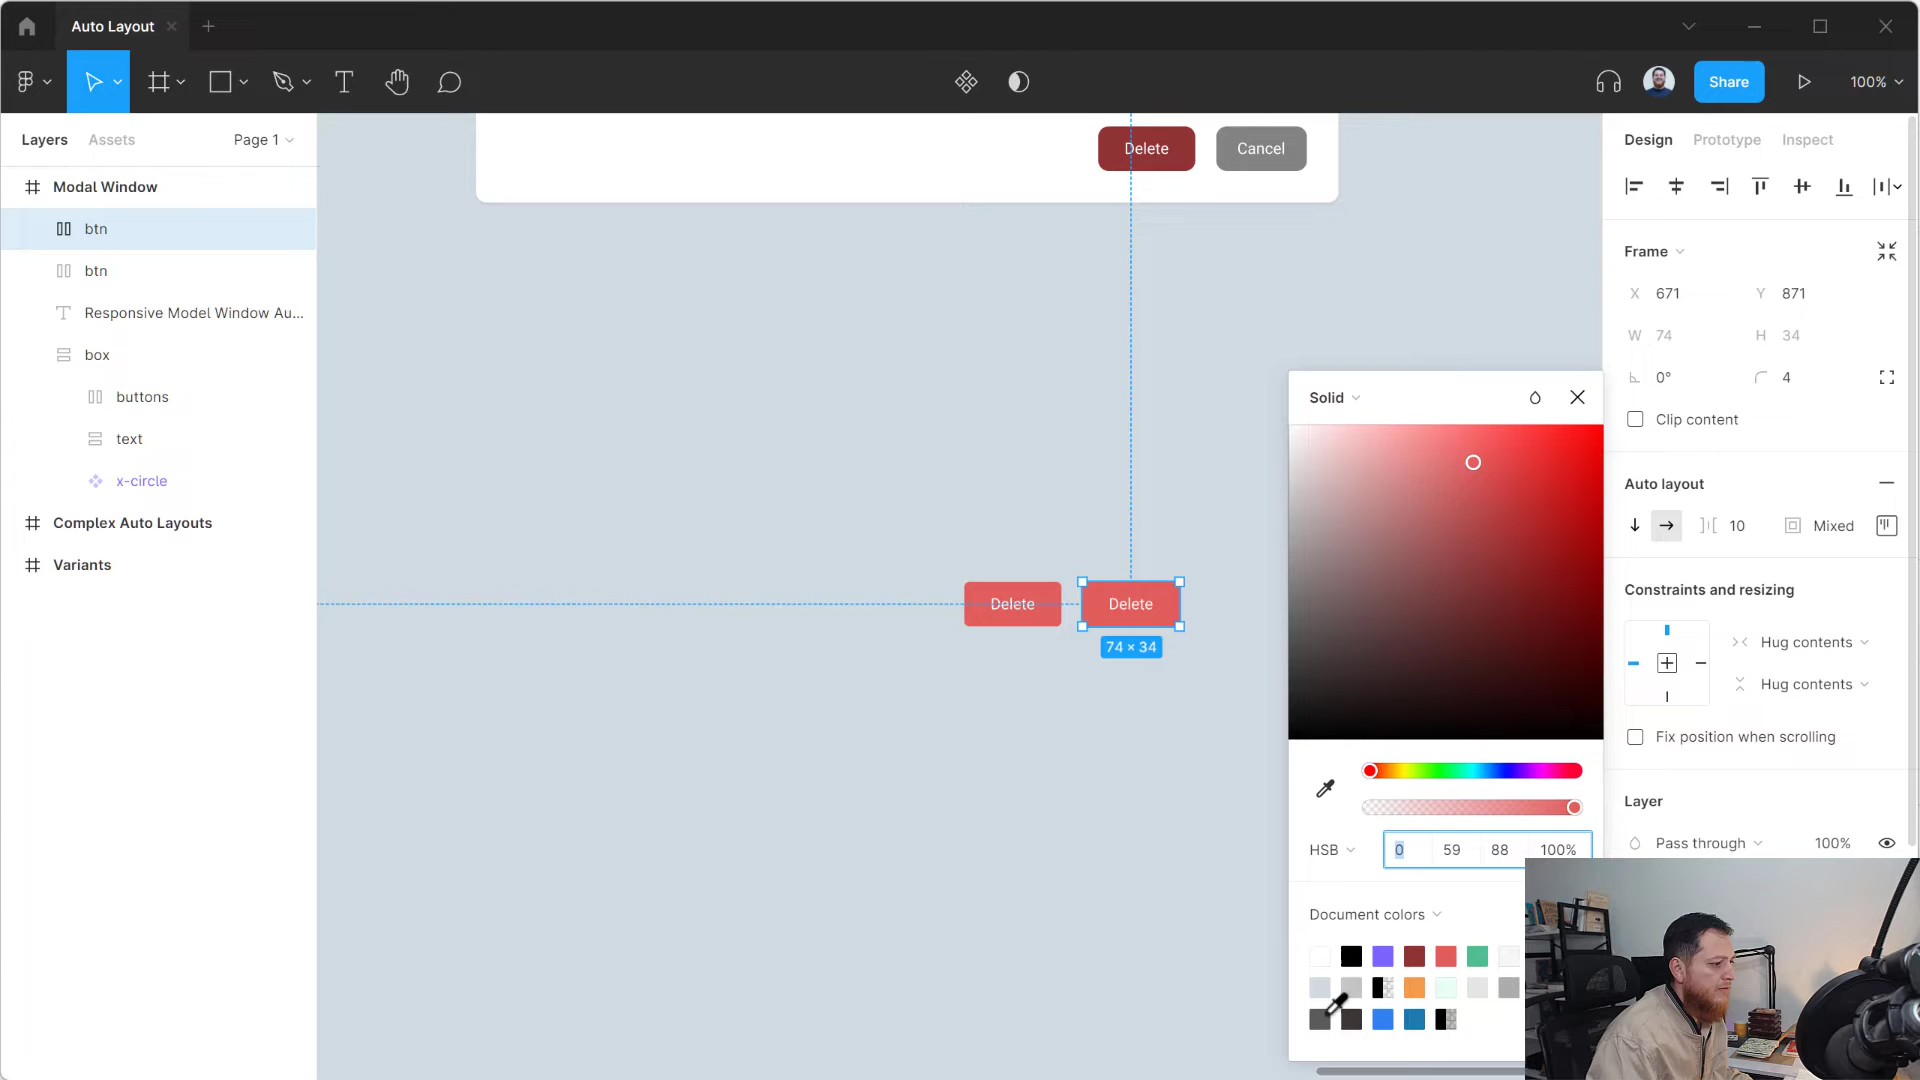 Auto Layout
Share
100%
Layers
Assets
Page 1
Design
Prototype
Inspect
Modal Window
btn
btn
Responsive Model Window Au...
box
buttons
text
x-circle
Complex Auto Layouts
Variants
Delete
Cancel
Delete
Delete
74 × 34
Solid
HSB
0
59
88
100%
Document colors
Frame
X 671
Y 871
W 74
H 34
0°
4
Clip content
Auto layout
10
Mixed
Constraints and resizing
Hug contents
Hug contents
Fix position when scrolling
Layer
Pass through
100%